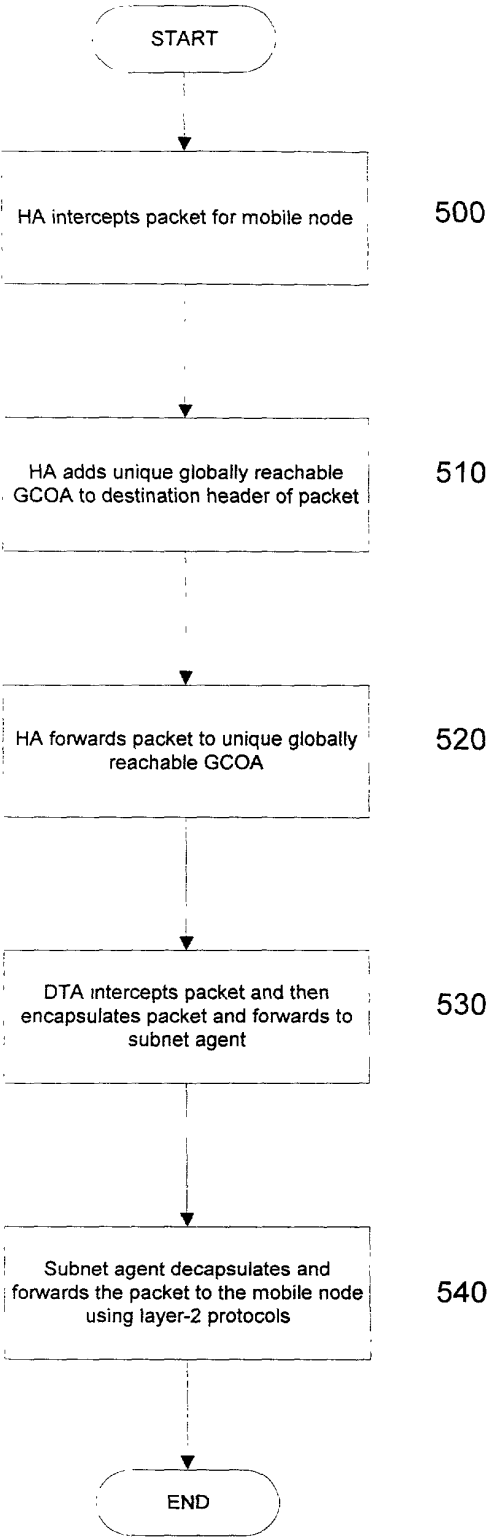 START
HA intercepts packet for mobile node
500
HA adds unique globally reachable
GCOA to destination header of packet
510
HA forwards packet to unique globally
reachable GCOA
520
DTA intercepts packet and then
encapsulates packet and forwards to
subnet agent
530
Subnet agent decapsulates and
forwards the packet to the mobile node
using layer-2 protocols
540
END